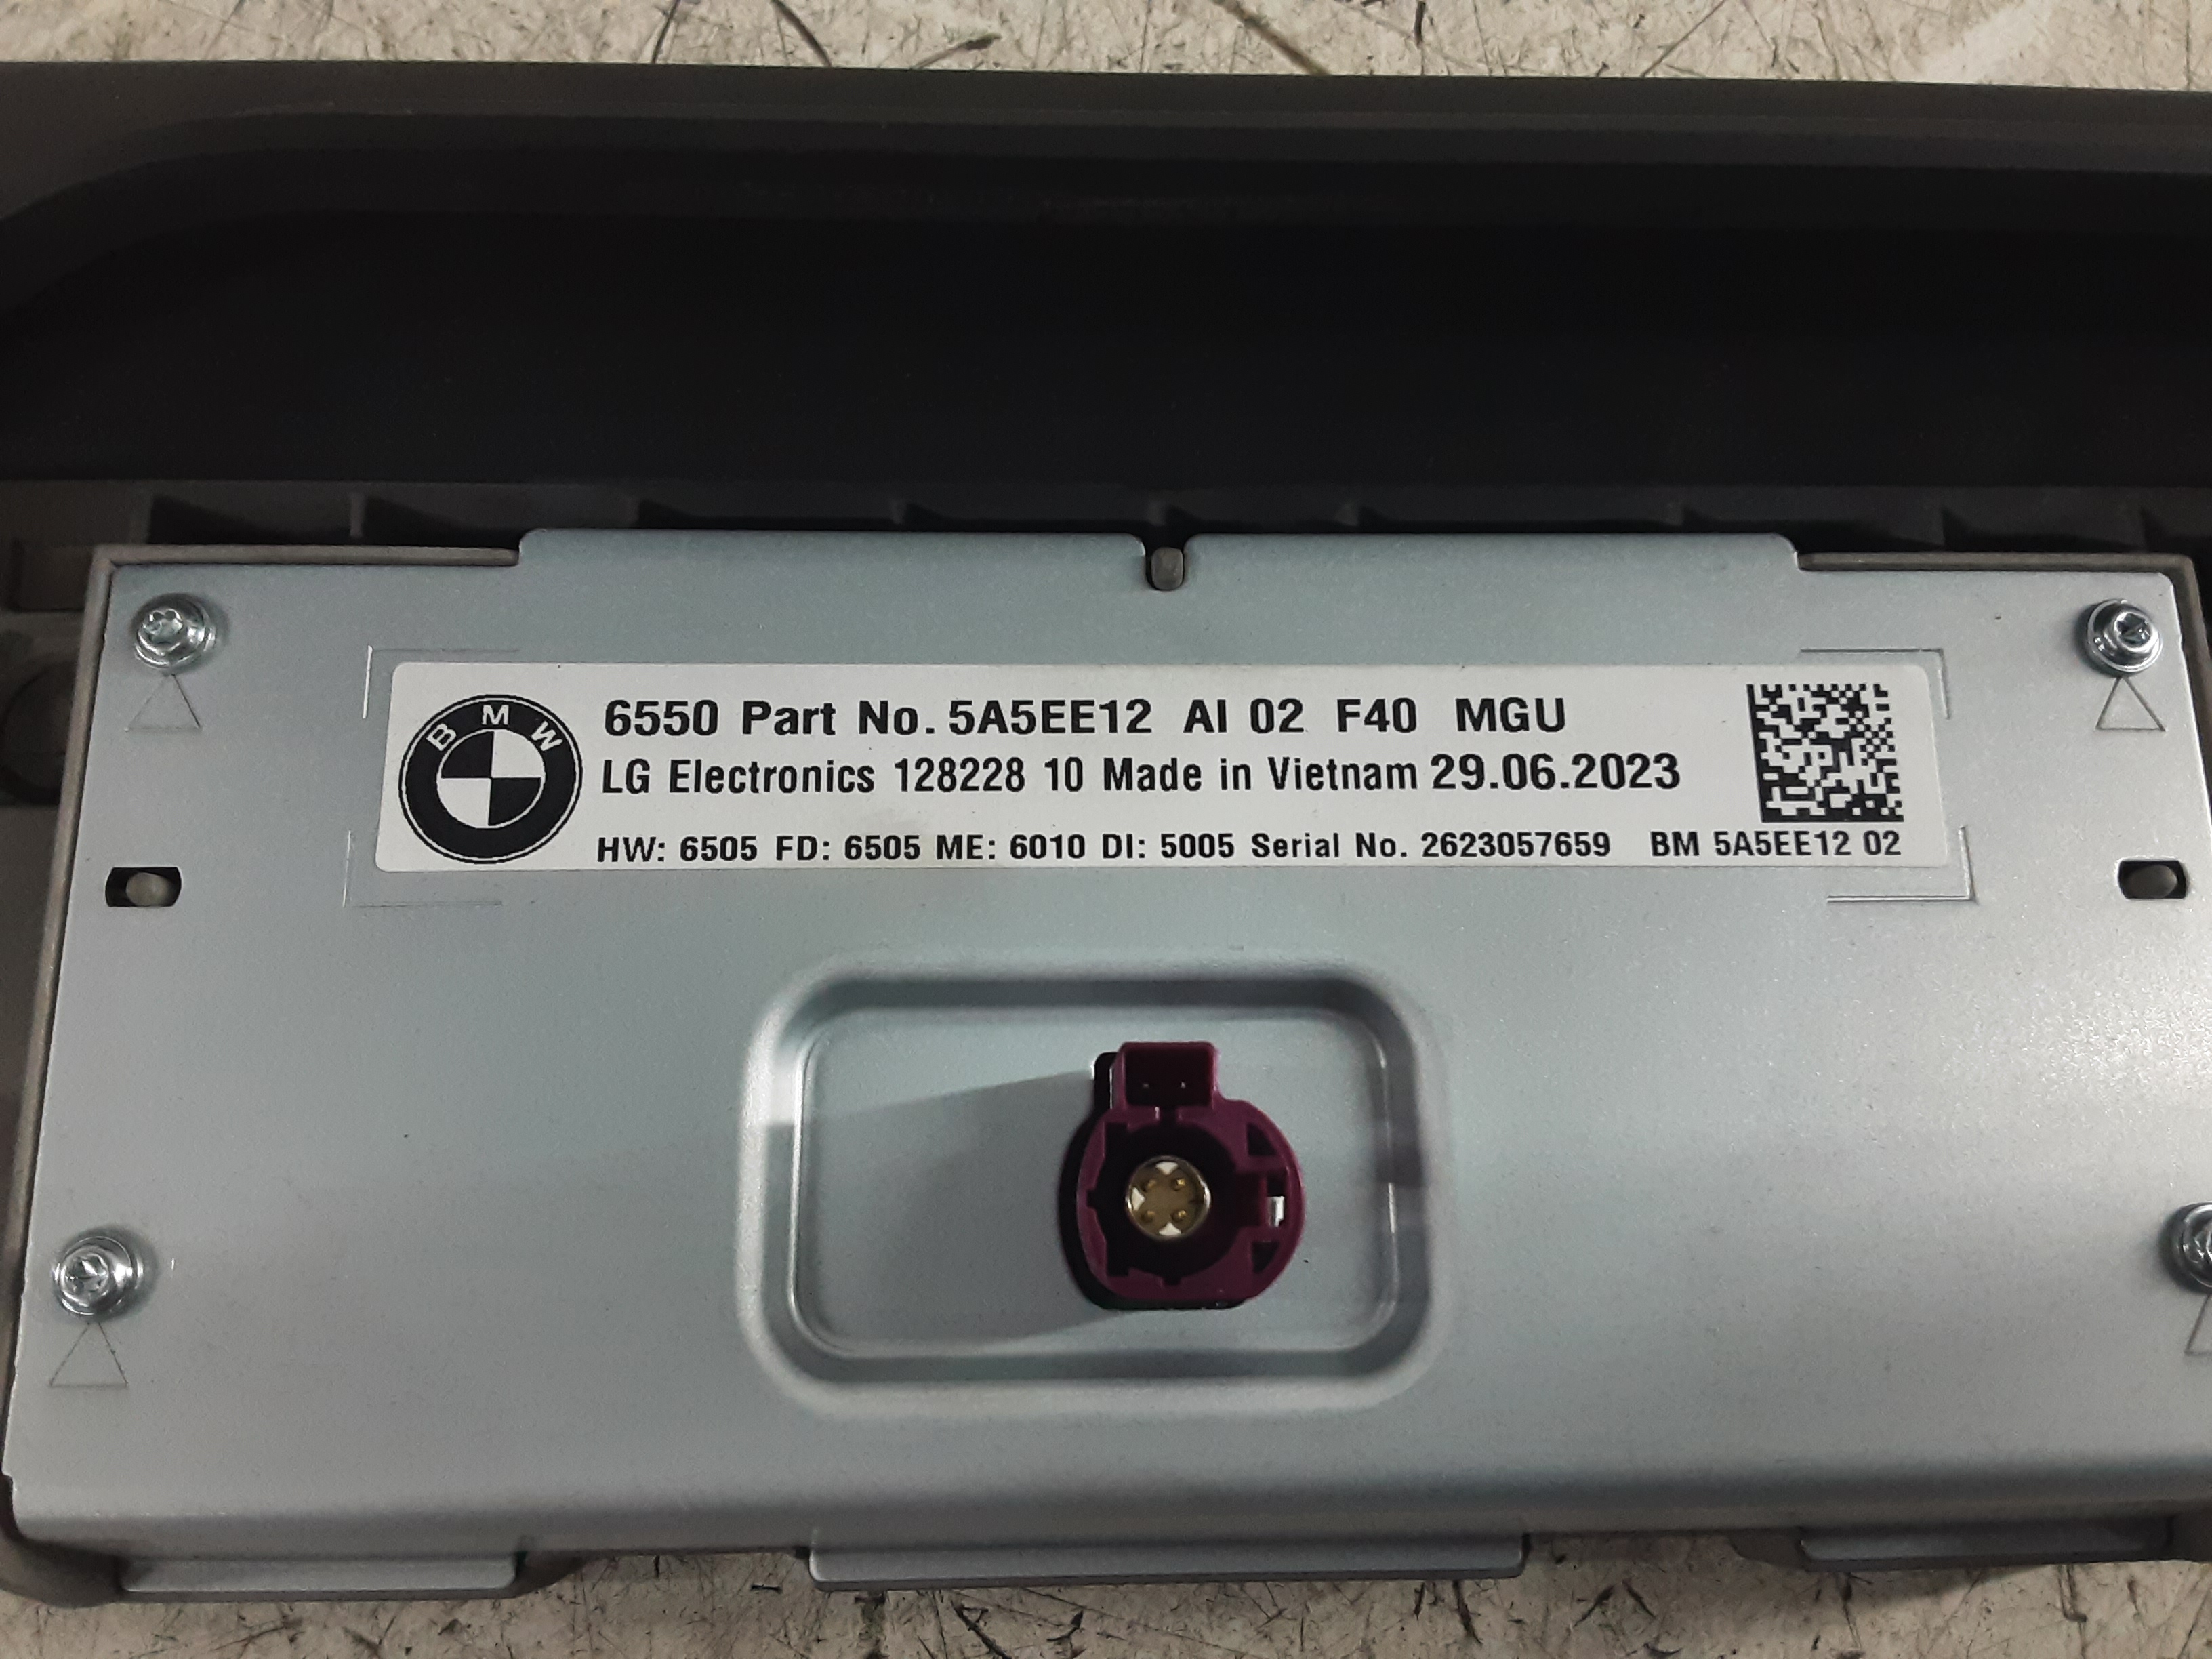 BMW
6550 Part No. 5A5EE12 AI 02 F40 MGU
LG Electronics 128228 10 Made in Vietnam 29.06.2023
HW: 6505 FD: 6505 ME: 6010 DI: 5005 Serial No. 2623057659 BM 5A5EE12 02